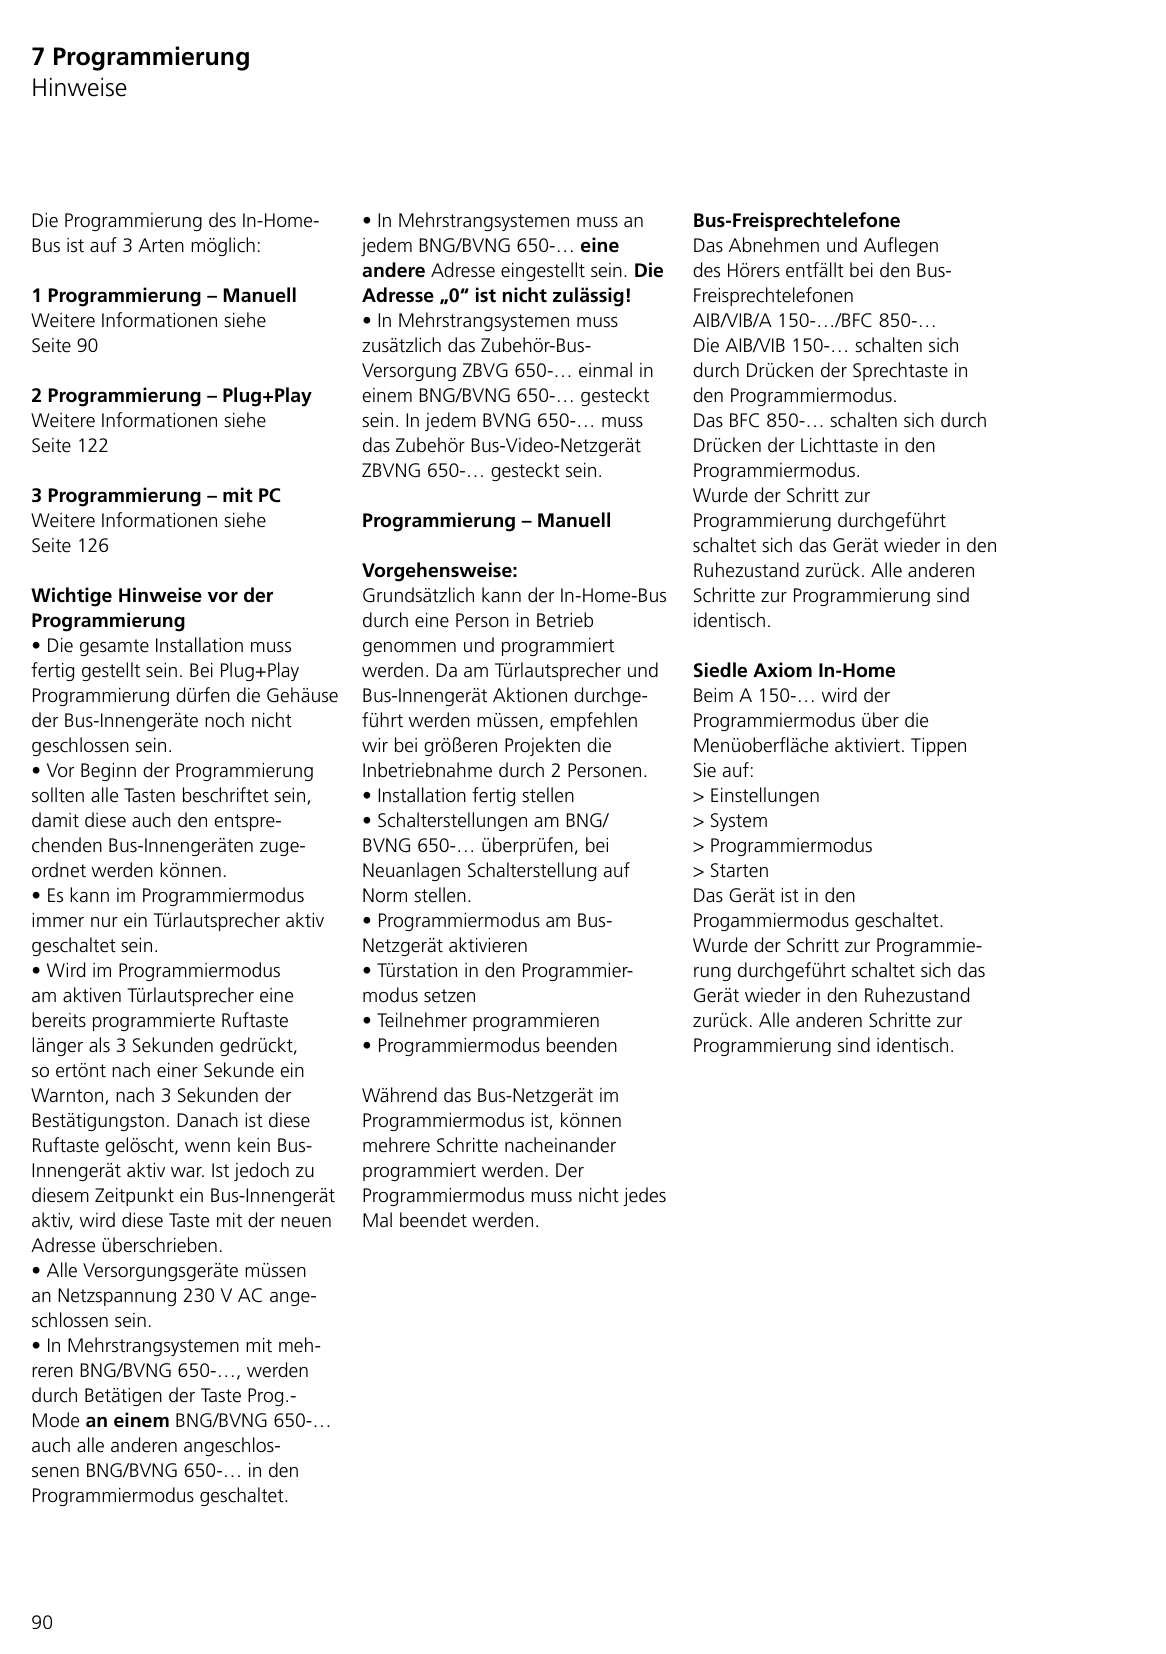 7 Programmierung
Hinweise
Die Programmierung des In-Home-
Bus ist auf 3 Arten möglich:
1 Programmierung – Manuell
Weitere Informationen siehe
Seite 90
2 Programmierung – Plug+Play
Weitere Informationen siehe
Seite 122
3 Programmierung – mit PC
Weitere Informationen siehe
Seite 126
Wichtige Hinweise vor der
Programmierung
• Die gesamte Installation muss
fertig gestellt sein. Bei Plug+Play
Programmierung dürfen die Gehäuse
der Bus-Innengeräte noch nicht
geschlossen sein.
• Vor Beginn der Programmierung
sollten alle Tasten beschriftet sein,
damit diese auch den entspre-
chenden Bus-Innengeräten zuge-
ordnet werden können.
• Es kann im Programmiermodus
immer nur ein Türlautsprecher aktiv
geschaltet sein.
• Wird im Programmiermodus
am aktiven Türlautsprecher eine
bereits programmierte Ruftaste
länger als 3 Sekunden gedrückt,
so ertönt nach einer Sekunde ein
Warnton, nach 3 Sekunden der
Bestätigungston. Danach ist diese
Ruftaste gelöscht, wenn kein Bus-
Innengerät aktiv war. Ist jedoch zu
diesem Zeitpunkt ein Bus-Innengerät
aktiv, wird diese Taste mit der neuen
Adresse überschrieben.
• Alle Versorgungsgeräte müssen
an Netzspannung 230 V AC ange-
schlossen sein.
• In Mehrstrangsystemen mit meh-
reren BNG/BVNG 650-…, werden
durch Betätigen der Taste Prog.-
Mode an einem BNG/BVNG 650-…
auch alle anderen angeschlos-
senen BNG/BVNG 650-… in den
Programmiermodus geschaltet.
• In Mehrstrangsystemen muss an
jedem BNG/BVNG 650-… eine
andere Adresse eingestellt sein. Die
Adresse „0“ ist nicht zulässig!
• In Mehrstrangsystemen muss
zusätzlich das Zubehör-Bus-
Versorgung ZBVG 650-… einmal in
einem BNG/BVNG 650-… gesteckt
sein. In jedem BVNG 650-… muss
das Zubehör Bus-Video-Netzgerät
ZBVNG 650-… gesteckt sein.
Programmierung – Manuell
Vorgehensweise:
Grundsätzlich kann der In-Home-Bus
durch eine Person in Betrieb
genommen und programmiert
werden. Da am Türlautsprecher und
Bus-Innengerät Aktionen durchge-
führt werden müssen, empfehlen
wir bei größeren Projekten die
Inbetriebnahme durch 2 Personen.
• Installation fertig stellen
• Schalterstellungen am BNG/
BVNG 650-… überprüfen, bei
Neuanlagen Schalterstellung auf
Norm stellen.
• Programmiermodus am Bus-
Netzgerät aktivieren
• Türstation in den Programmier-
modus setzen
• Teilnehmer programmieren
• Programmiermodus beenden
Während das Bus-Netzgerät im
Programmiermodus ist, können
mehrere Schritte nacheinander
programmiert werden. Der
Programmiermodus muss nicht jedes
Mal beendet werden.
Bus-Freisprechtelefone
Das Abnehmen und Auflegen
des Hörers entfällt bei den Bus-
Freisprechtelefonen
AIB/VIB/A 150-…/BFC 850-…
Die AIB/VIB 150-… schalten sich
durch Drücken der Sprechtaste in
den Programmiermodus.
Das BFC 850-… schalten sich durch
Drücken der Lichttaste in den
Programmiermodus.
Wurde der Schritt zur
Programmierung durchgeführt
schaltet sich das Gerät wieder in den
Ruhezustand zurück. Alle anderen
Schritte zur Programmierung sind
identisch.
Siedle Axiom In-Home
Beim A 150-… wird der
Programmiermodus über die
Menüoberfläche aktiviert. Tippen
Sie auf:
> Einstellungen
> System
> Programmiermodus
> Starten
Das Gerät ist in den
Progammiermodus geschaltet.
Wurde der Schritt zur Programmie-
rung durchgeführt schaltet sich das
Gerät wieder in den Ruhezustand
zurück. Alle anderen Schritte zur
Programmierung sind identisch.
90